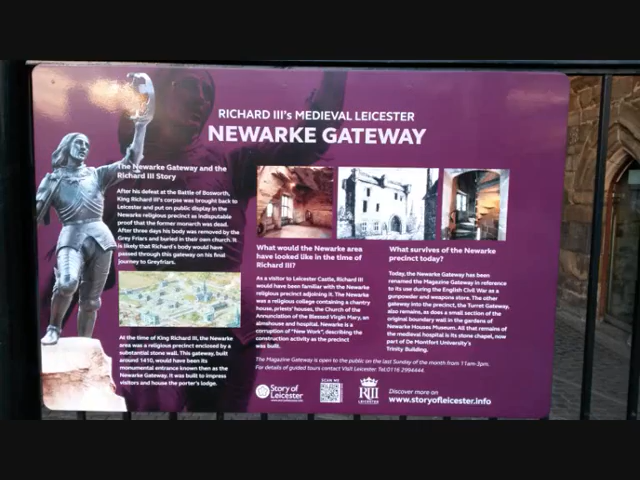 RICHARD III's MEDIEVAL LEICESTER
NEWARKE GATEWAY
The Newarke Gateway and the
Richard III Story
After his defeat at the Battle of Bosworth,
King Richard III's corpse was brought back to
Leicester and put on public display in the
Newarke religious precinct as indisputable
proof that the former monarch was dead.
After three days his body was removed by the
Grey Friars and buried in their own church. It
is likely that Richard's body would have
passed through this gateway on his final
journey to Greyfriars.
At the time of King Richard III, the Newarke
area was a religious precinct enclosed by a
substantial stone wall. This gateway, built
around 1410, would have been its
monumental entrance known then as the
Newarke Gateway. It was built to impress
visitors and house the porter's lodge.
What would the Newarke area
have looked like in the time of
Richard III?
As a visitor to Leicester Castle, Richard III
would have been familiar with the Newarke
religious precinct adjoining it. The Newarke
was a religious college containing a chantry
house, priests' houses, the Church of the
Annunciation of the Blessed Virgin Mary, an
almshouse and hospital. Newarke is a
corruption of "New Work", describing the
construction activity as the precinct
was built.
What survives of the Newarke
precinct today?
Today, the Newarke Gateway has been
renamed the Magazine Gateway in reference
to its use during the English Civil War as a
gunpowder and weapons store. The other
gateway into the precinct, the Turret Gateway,
also remains, as does a small section of the
original boundary wall in the gardens of
Newarke Houses Museum. All that remains of
the medieval hospital is its stone chapel, now
part of De Montfort University's
Trinity Building.
The Magazine Gateway is open to the public on the last Sunday of the month from 11am-3pm.
For details of guided tours contact Visit Leicester: Tel:0116 2994444.
Story of
Leicester
SCAN ME
RIII
LEICESTER
Discover more on
www.storyofleicester.info